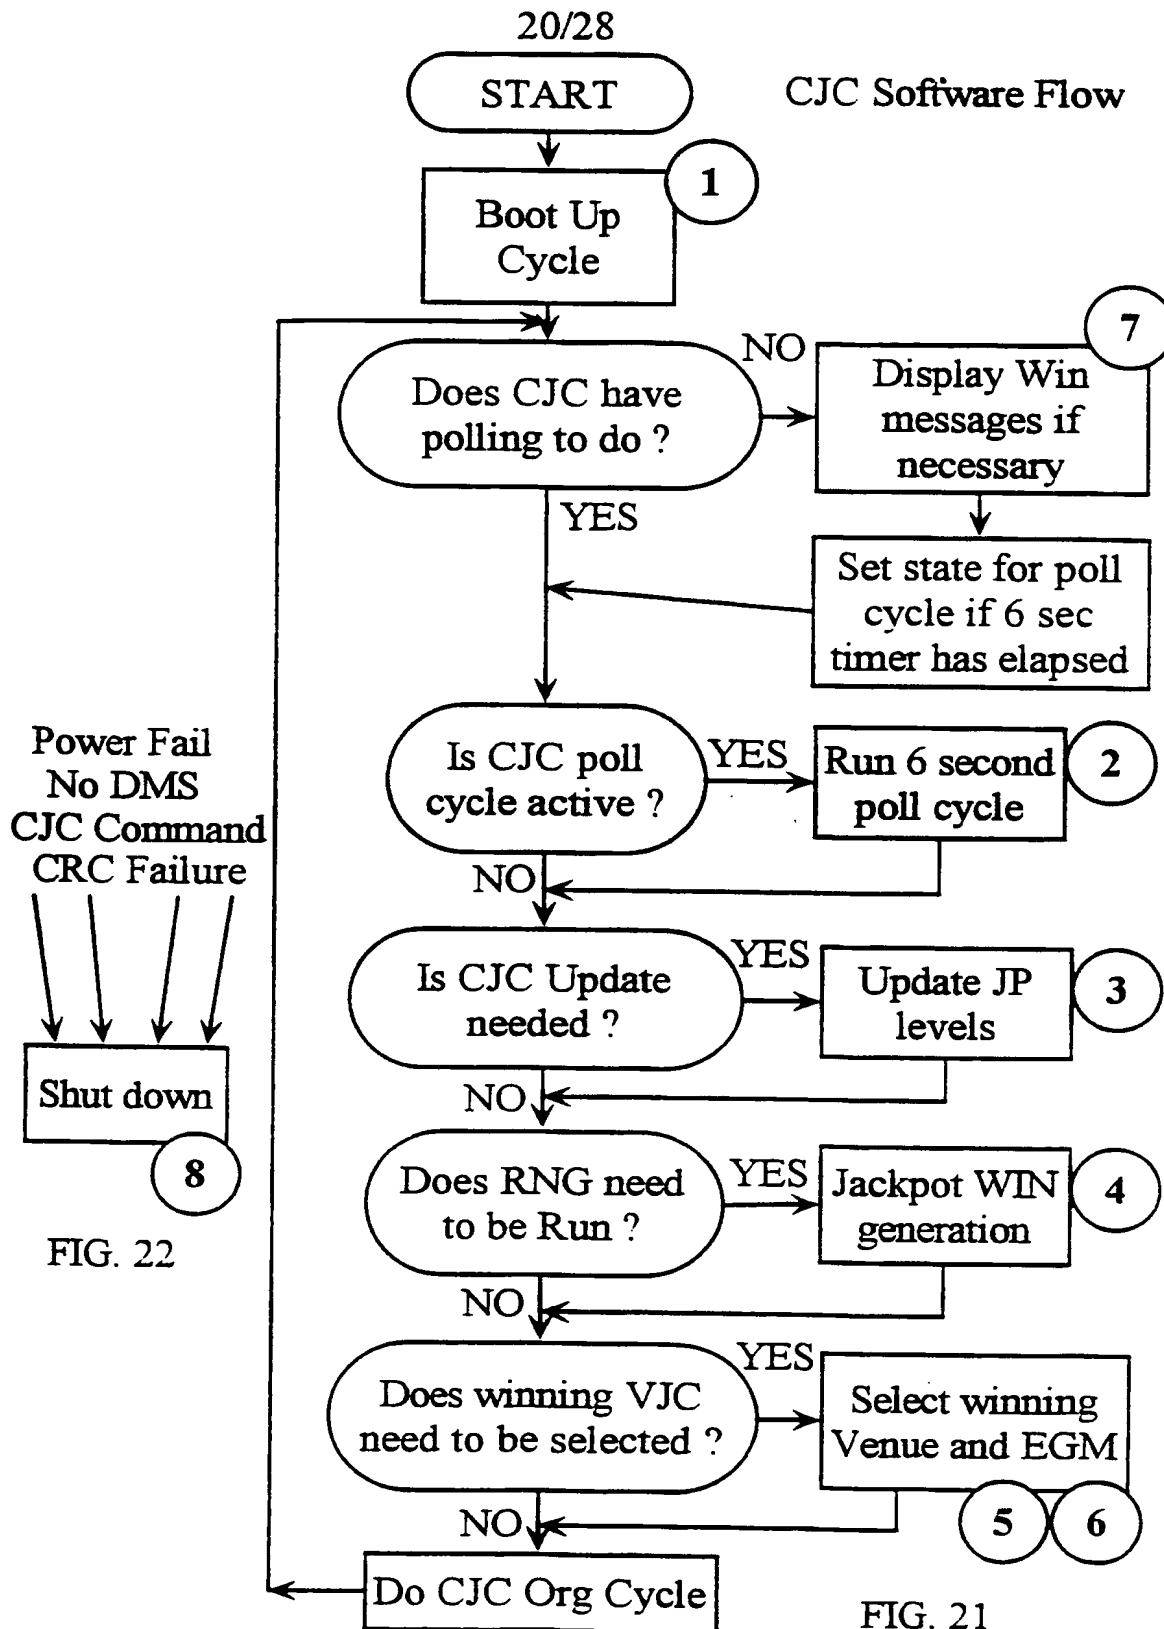 20/28
START
CJC Software Flow
1
Boot Up
Cycle
7
NO
Does CJC have
polling to do ?
Display Win
messages if
necessary
YES
Set state for poll
cycle if 6 sec
timer has elapsed
Power Fail
No DMS
CJC Command
CRC Failure
Is CJC poll
cycle active ?
YES
Run 6 second
poll cycle
2
NO
Is CJC Update
needed ?
YES
Update JP
levels
3
Shut down
8
FIG. 22
NO
Does RNG need
to be Run ?
YES
Jackpot WIN
generation
4
NO
Does winning VJC
need to be selected ?
YES
Select winning
Venue and EGM
5
6
NO
Do CJC Org Cycle
FIG. 21